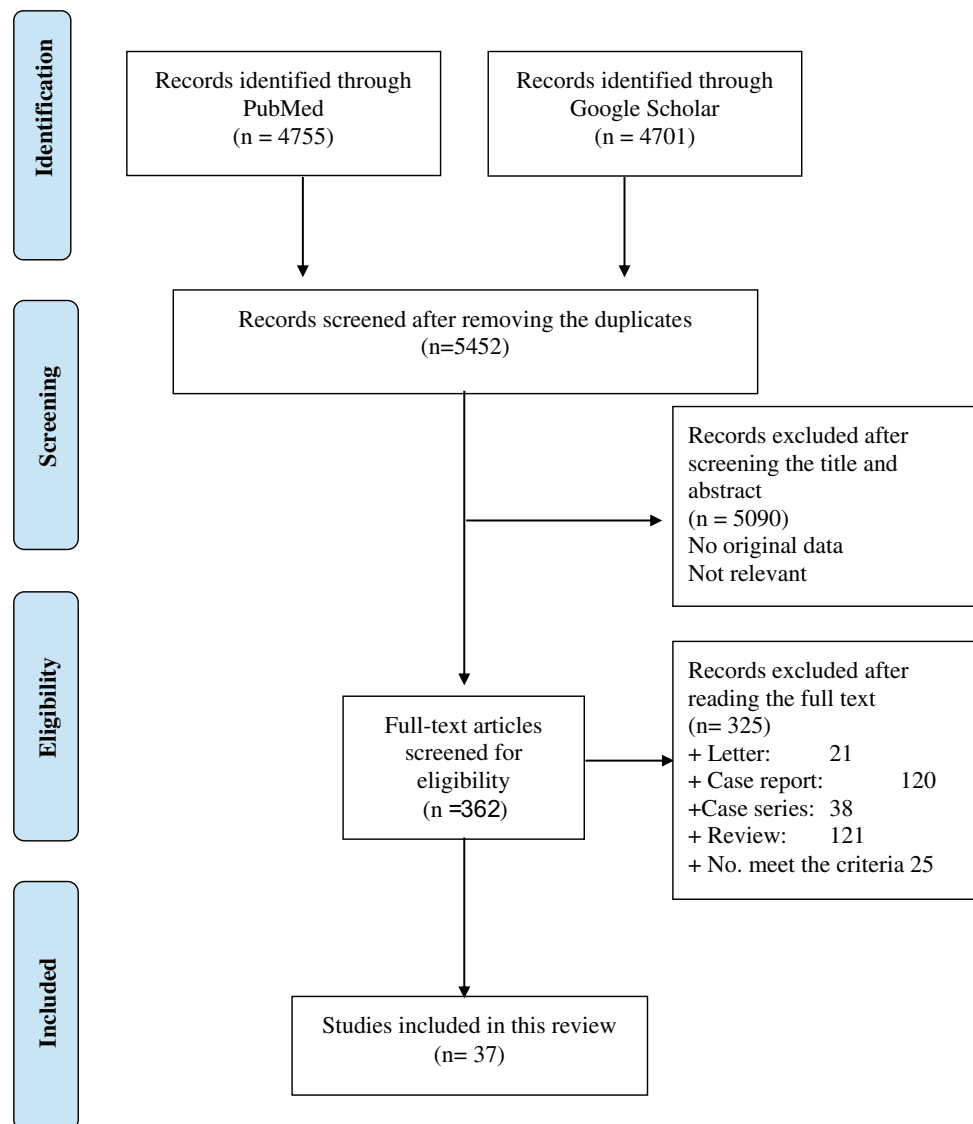 Identification
Records identified through
PubMed
(n = 4755)
Records identified through
Google Scholar
(n = 4701)
Screening
Records screened after removing the duplicates
(n=5452)
Records excluded after
screening the title and
abstract
(n = 5090)
No original data
Not relevant
Eligibility
Full-text articles
screened for
eligibility
(n =362)
Records excluded after
reading the full text
(n= 325)
+ Letter: 21
+ Case report: 120
+Case series: 38
+ Review: 121
+ No. meet the criteria 25
Included
Studies included in this review
(n= 37)